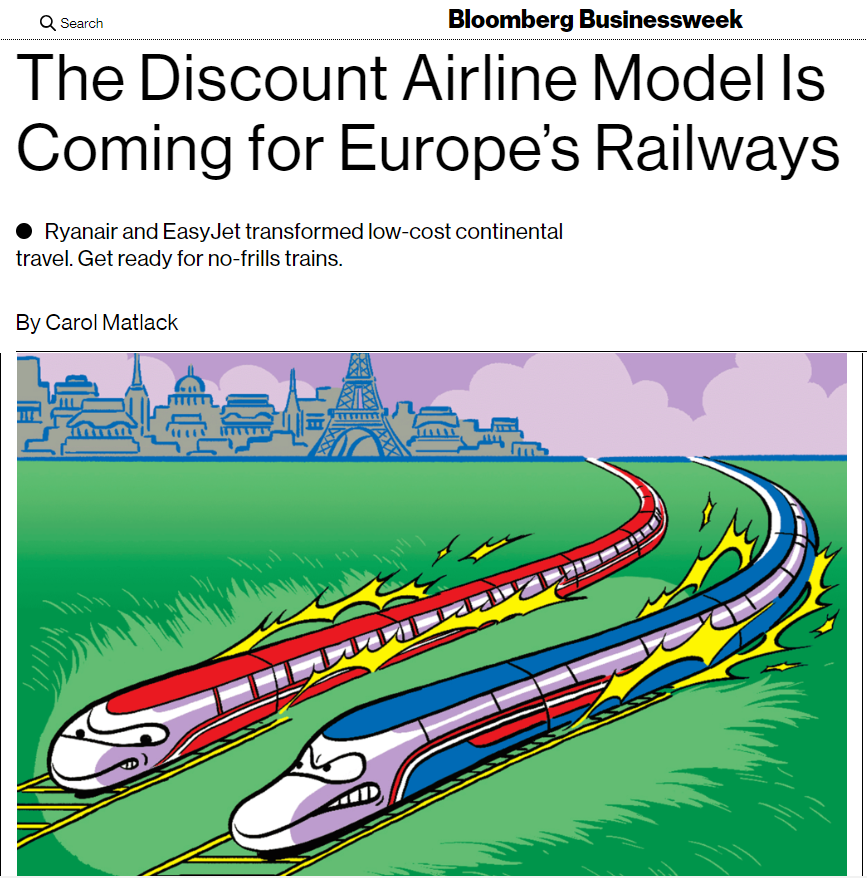 Search
Bloomberg Businessweek
The Discount Airline Model Is
Coming for Europe’s Railways
● Ryanair and EasyJet transformed low-cost continental
travel. Get ready for no-frills trains.
By Carol Matlack